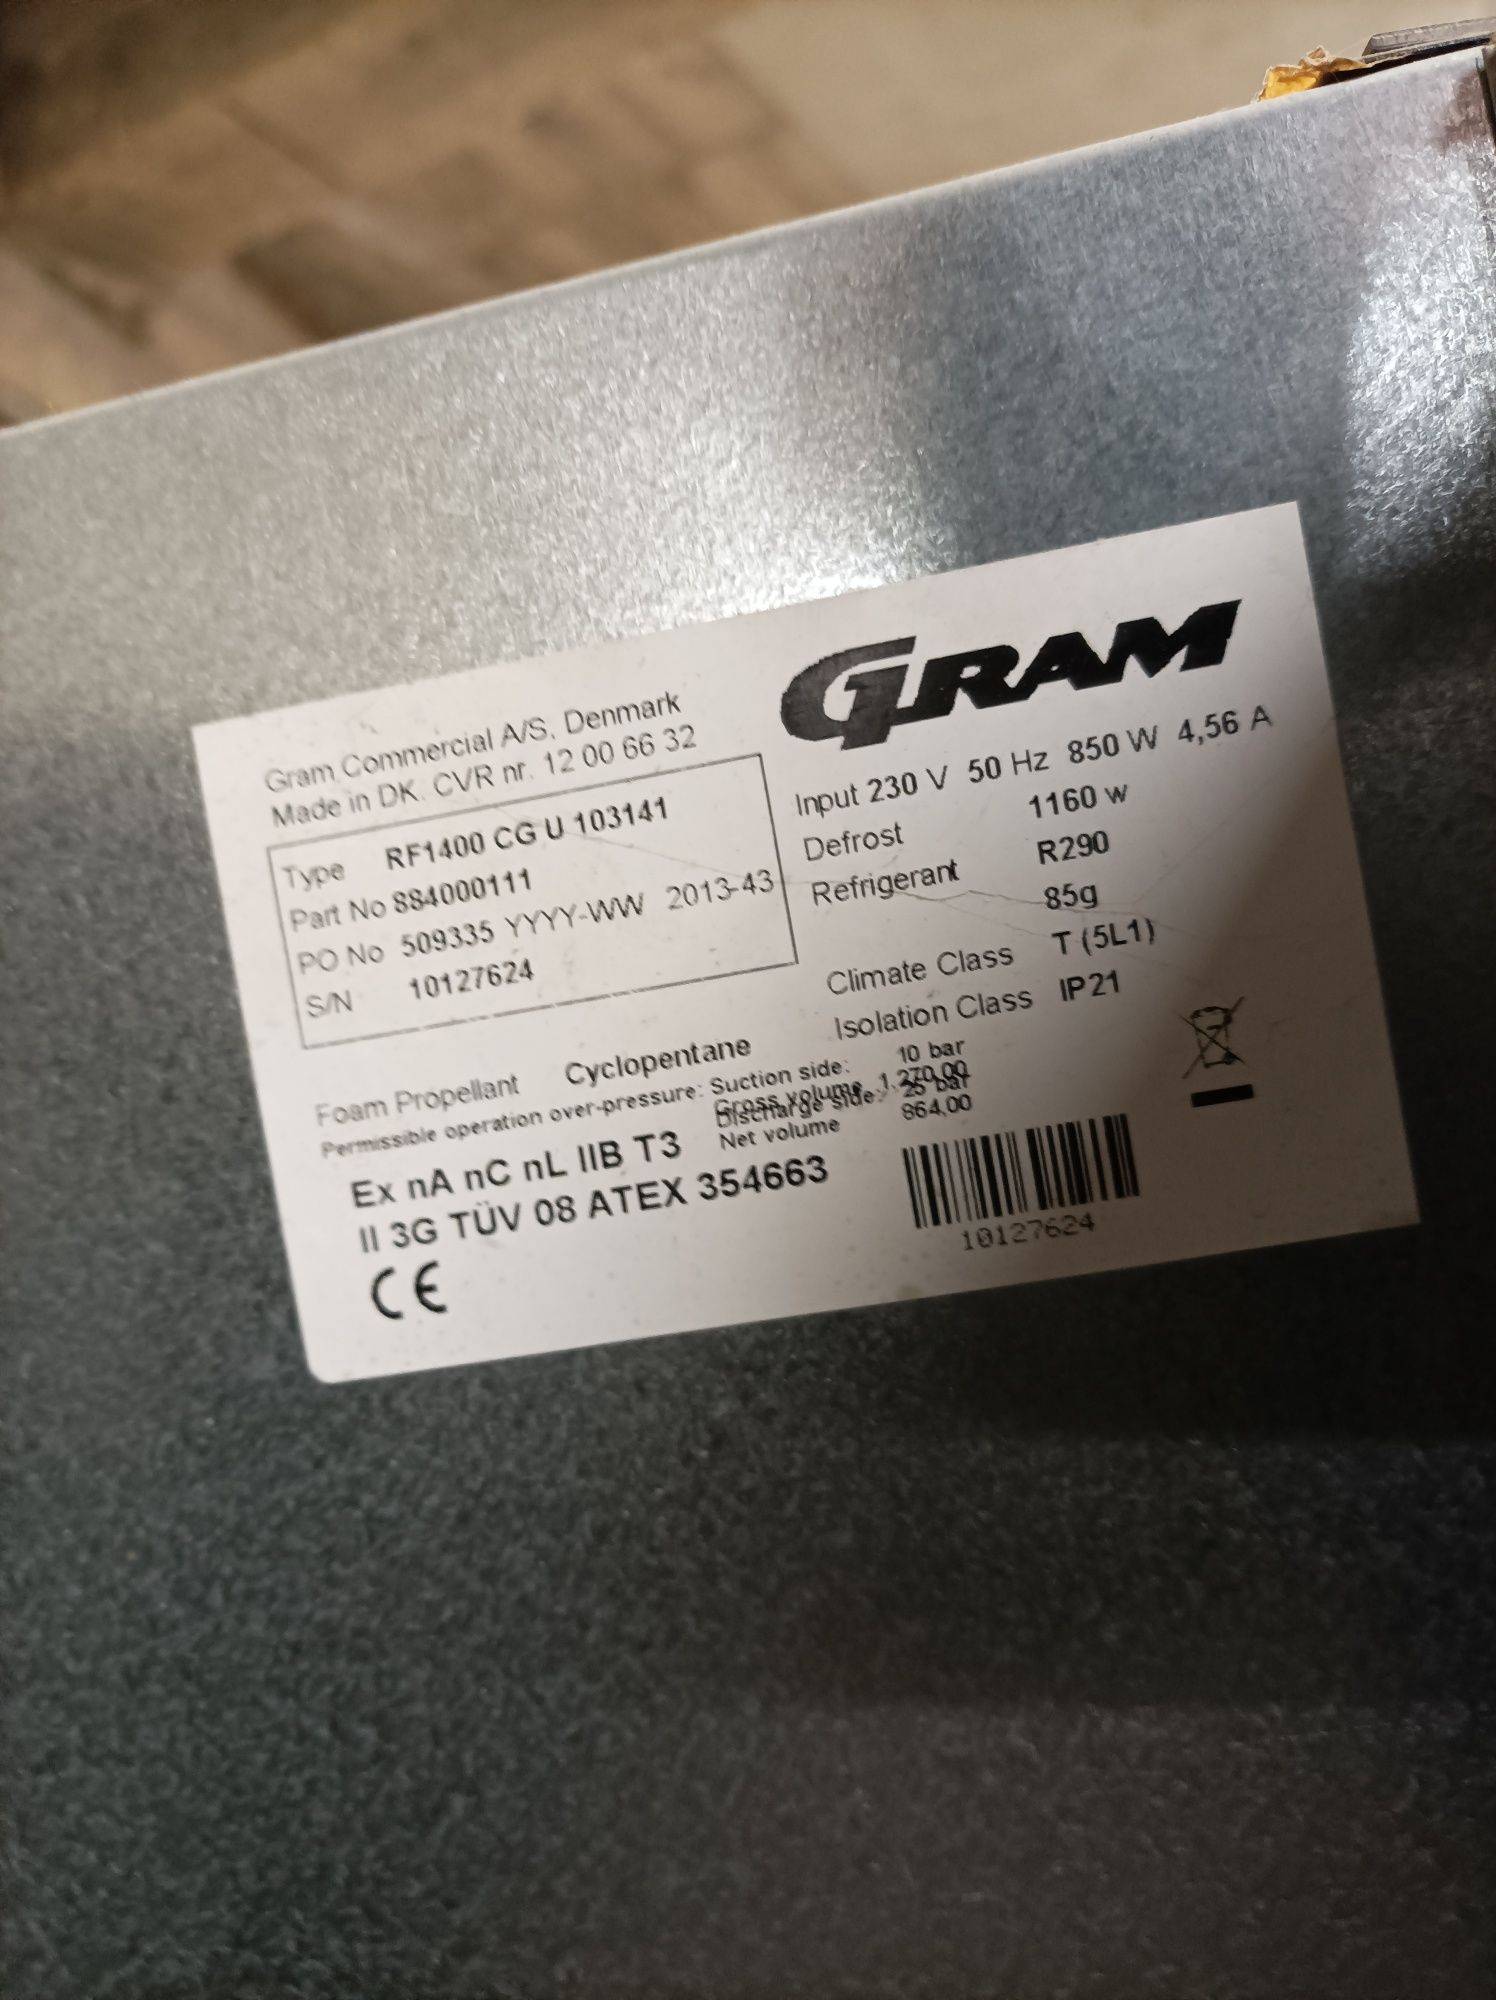 GRAM
Gram Commercial A/S, Denmark
Made in DK. CVR nr. 12 00 66 32
Type RF1400 CG U 103141
Part No 884000111
PO No 509335 YYYY-WW 2013-43
S/N 10127624
Input 230 V 50 Hz 850 W 4,56 A
Defrost 1160 w
Refrigerant R290
85g
Climate Class T (5L1)
Isolation Class IP21
Foam Propellant Cyclopentane
Permissible operation over-pressure: Suction side: 10 bar
Gross volume 1.270,00
Discharge side: 25 bar
Net volume 864,00
Ex nA nC nL IIB T3
II 3G TÜV 08 ATEX 354663
CE
10127624